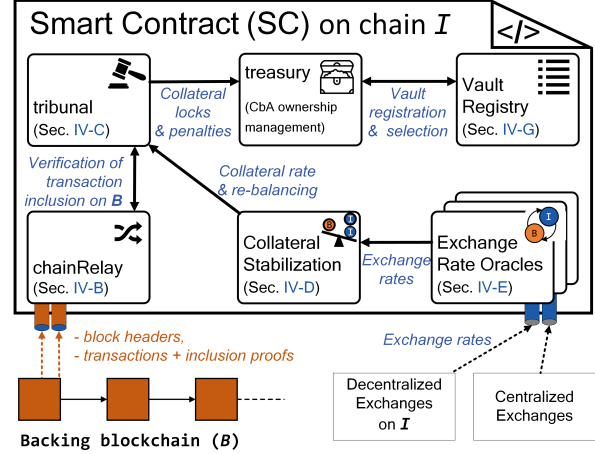 Smart Contract (SC) on chain I
</>
tribunal
(Sec. IV-C)
Collateral
locks
& penalties
treasury
(CbA ownership
management)
Vault
registration
& selection
Vault
Registry
(Sec. IV-G)
Verification of
transaction
inclusion on B
Collateral rate
& re-balancing
chainRelay
(Sec. IV-B)
B
I
I
Collateral
Stabilization
(Sec. IV-D)
Exchange
rates
I
B
Exchange
Rate Oracles
(Sec. IV-E)
- block headers,
- transactions + inclusion proofs
Exchange rates
Decentralized
Exchanges
on I
Centralized
Exchanges
Backing blockchain (B)